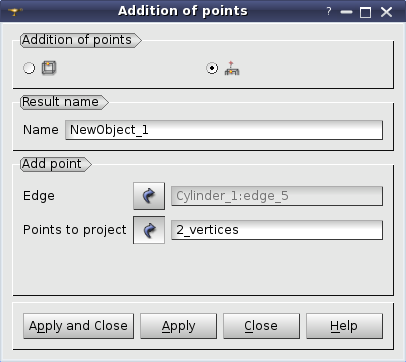 Addition of points
?
Addition of points
Result name
Name NewObject_1
Add point
Edge Cylinder_1:edge_5
Points to project 2_vertices
Apply and Close Apply Close Help